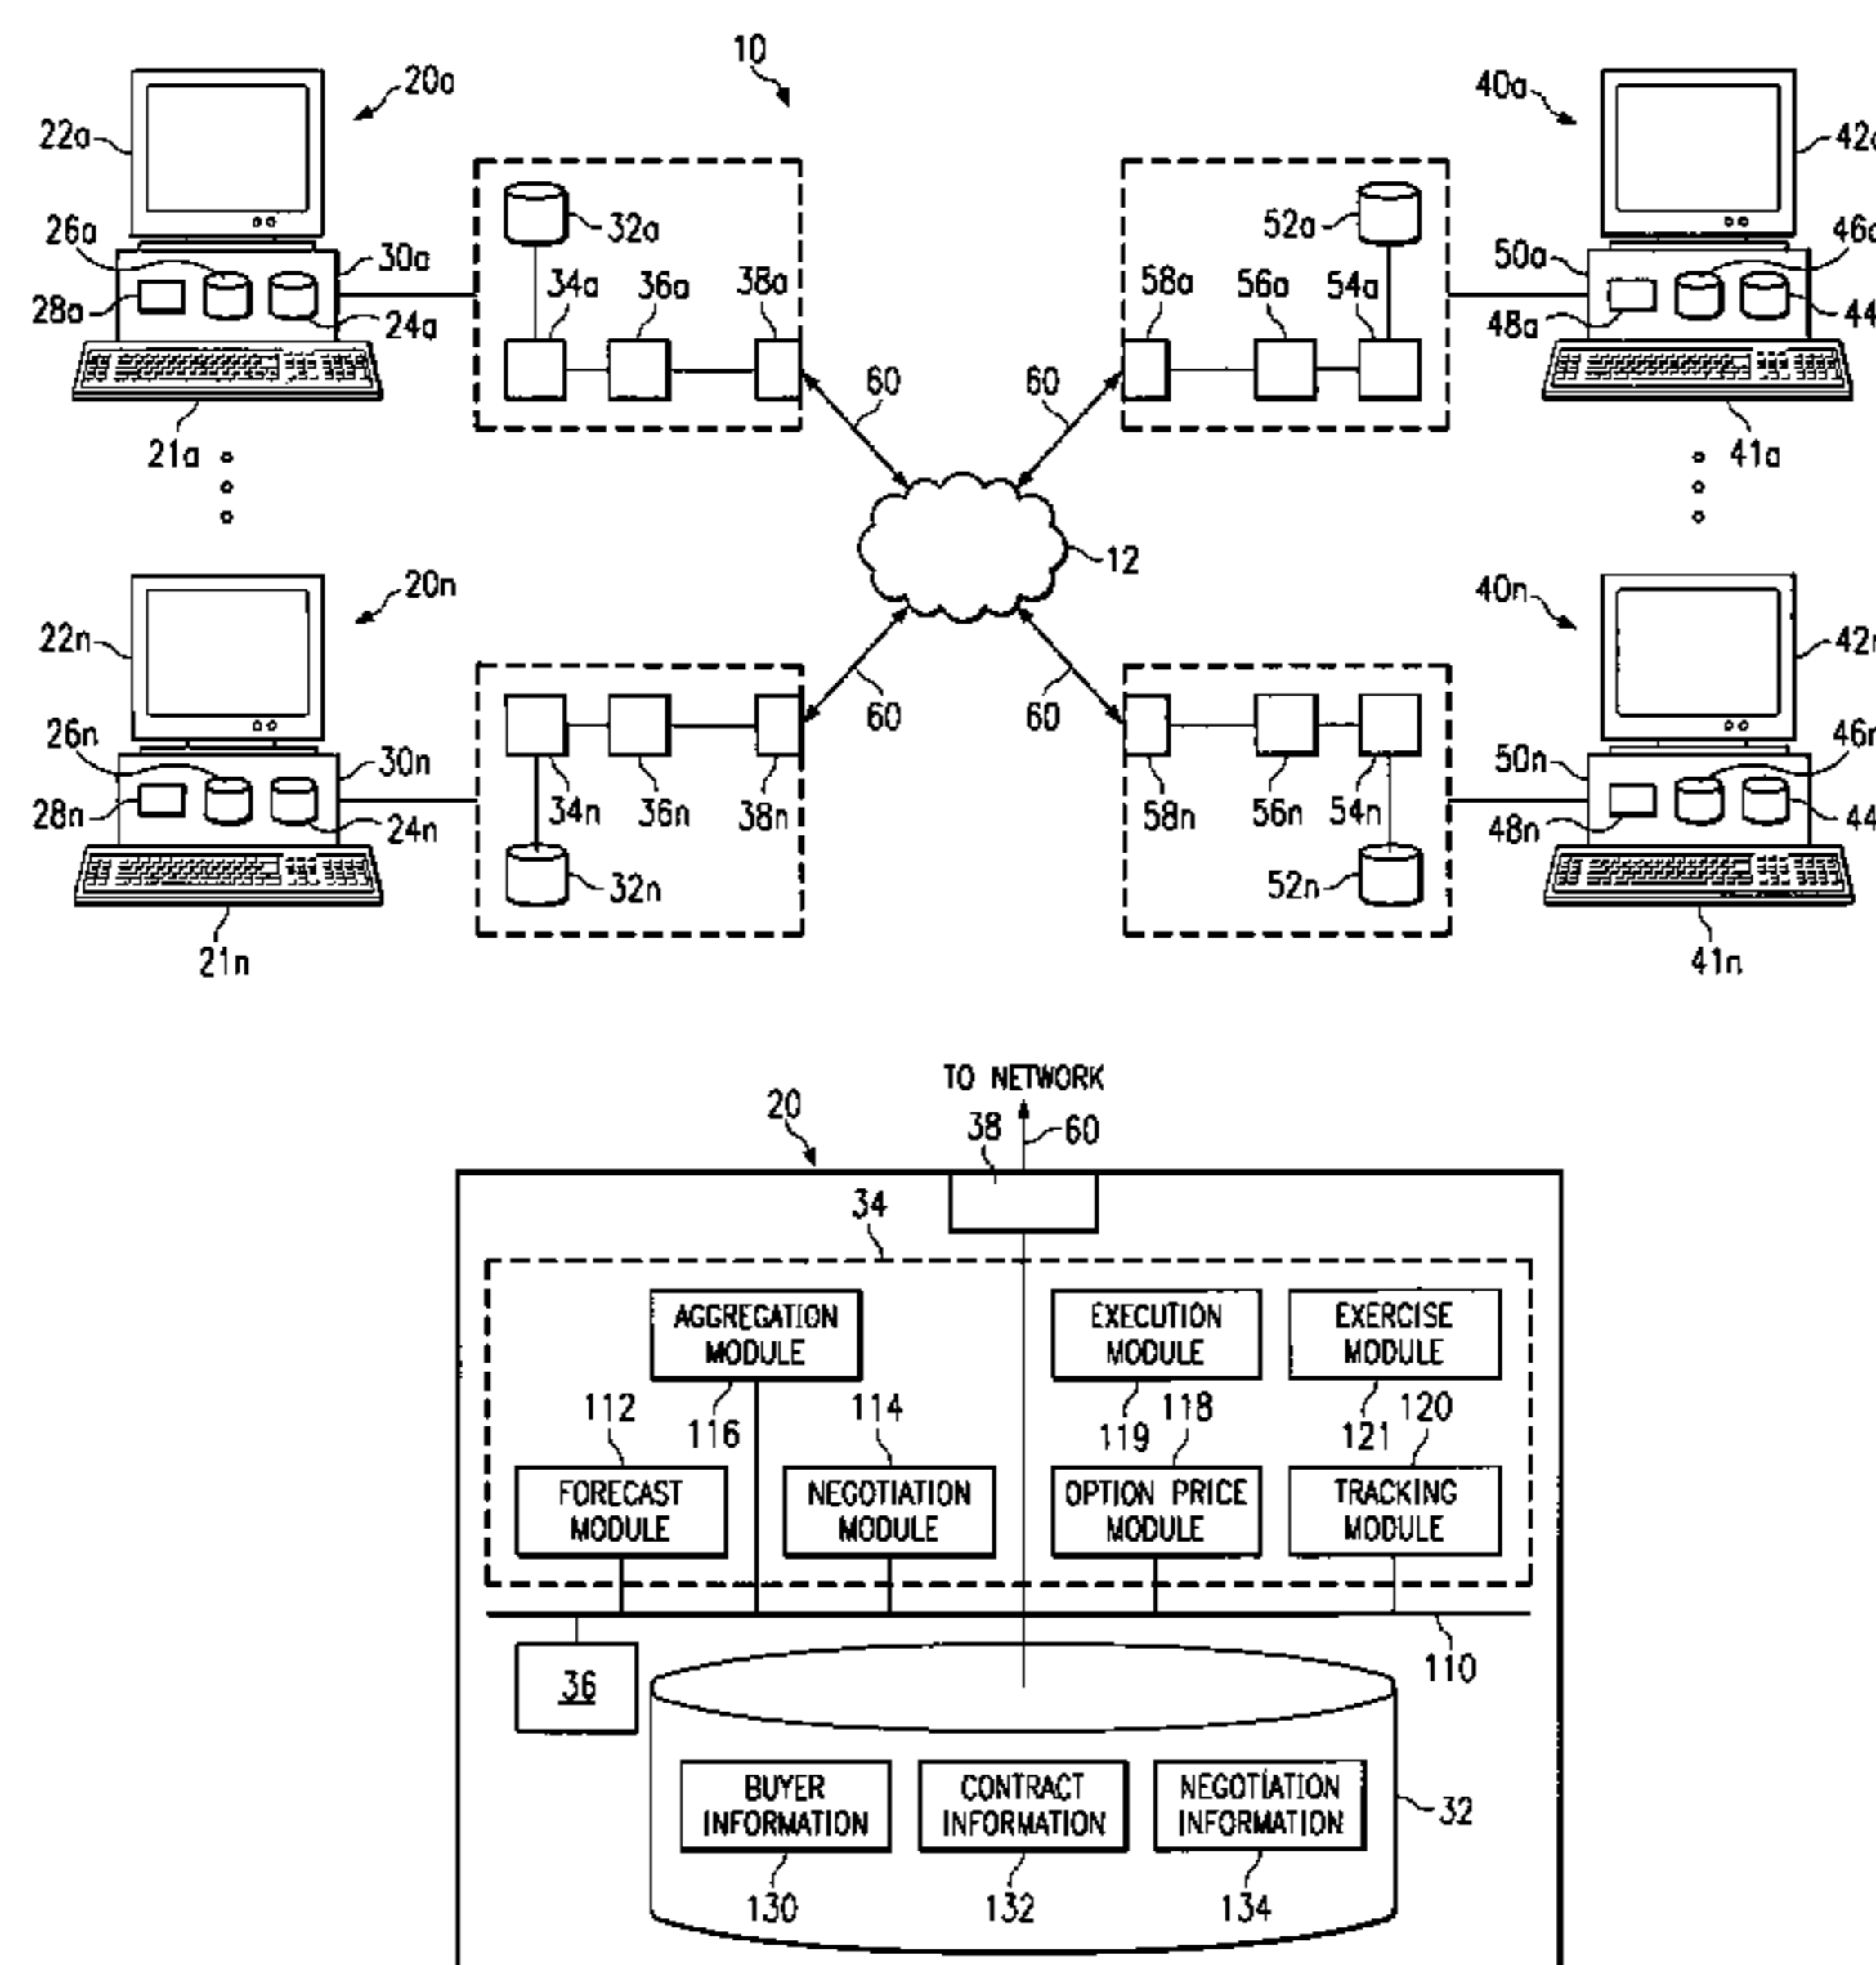 10
20a
22a
26a
28a
30a
24a
21a
32a
34a
36a
38a
60
60
52a
58a
56a
54a
40a
50a
48a
41a
12
20n
22n
26n
28n
30n
24n
21n
34n
36n
38n
32n
60
60
58n
56n
54n
52n
40n
50n
48n
41n
44
44
TO NETWORK
20
38
60
34
AGGREGATION
MODULE
EXECUTION
MODULE
EXERCISE
MODULE
112
116
114
119
118
121
120
FORECAST
MODULE
NEGOTIATION
MODULE
OPTION PRICE
MODULE
TRACKING
MODULE
36
110
BUYER
INFORMATION
CONTRACT
INFORMATION
NEGOTIATION
INFORMATION
32
130
132
134